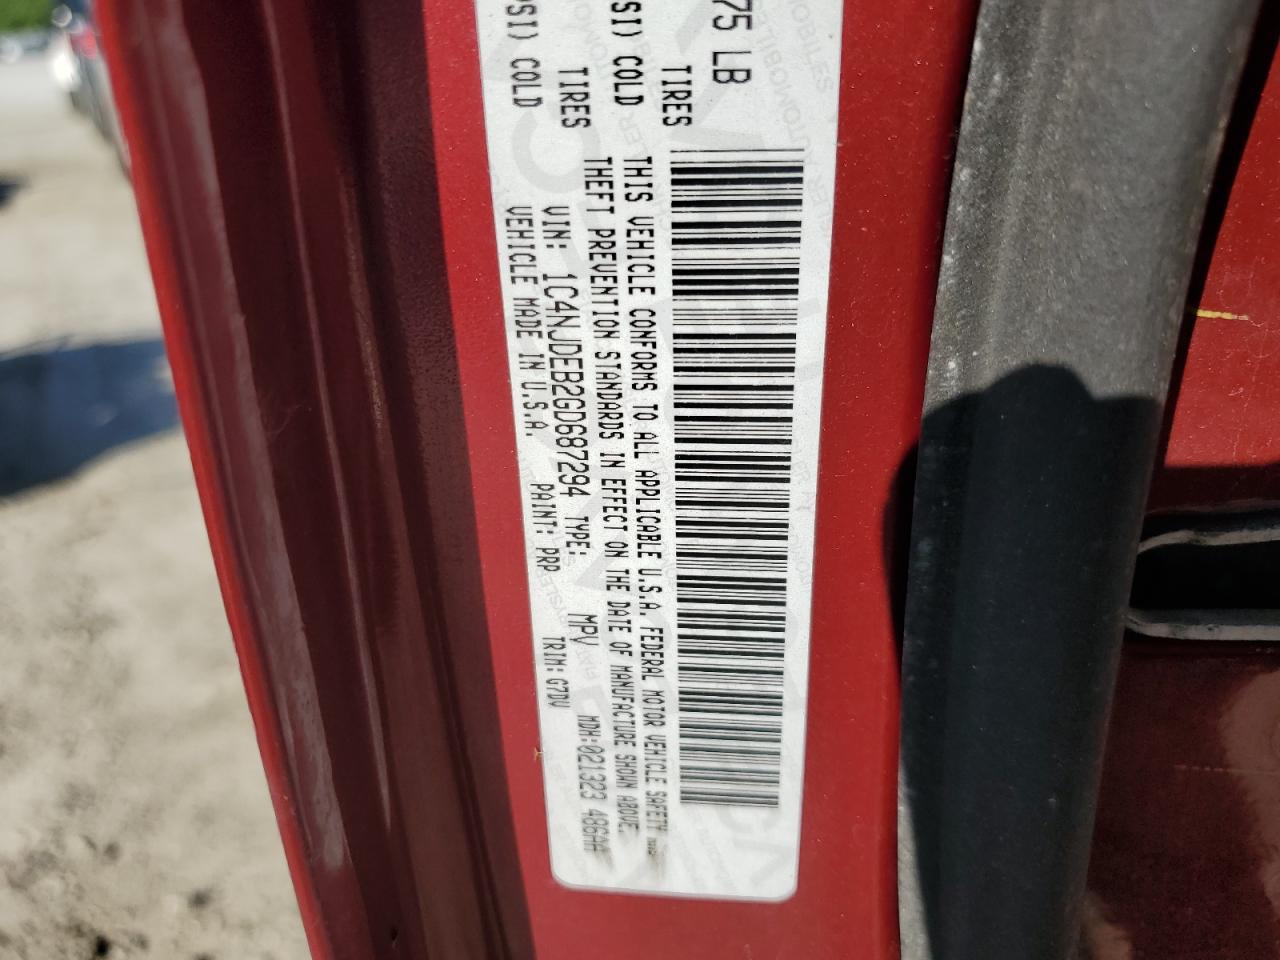 75 LB
TIRES
SI) COLD
TIRES
PSI) COLD
THIS VEHICLE CONFORMS TO ALL APPLICABLE U.S.A. FEDERAL MOTOR VEHICLE SAFETY
THEFT PREVENTION STANDARDS IN EFFECT ON THE DATE OF MANUFACTURE SHOWN ABOVE.
VIN: 1C4NJDEB2GD687294 TYPE: MPV MDH:021323 486AA
VEHICLE MADE IN U.S.A. PAINT: PRP TRIM: G7DV